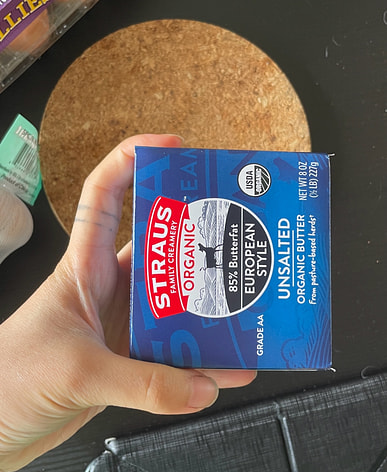 STRAUS
FAMILY CREAMERY
ORGANIC
85% Butterfat
EUROPEAN
STYLE
GRADE AA
USDA
ORGANIC
UNSALTED
ORGANIC BUTTER
From pasture-based herds†
NET WT 8 OZ
(½ LB) 227g